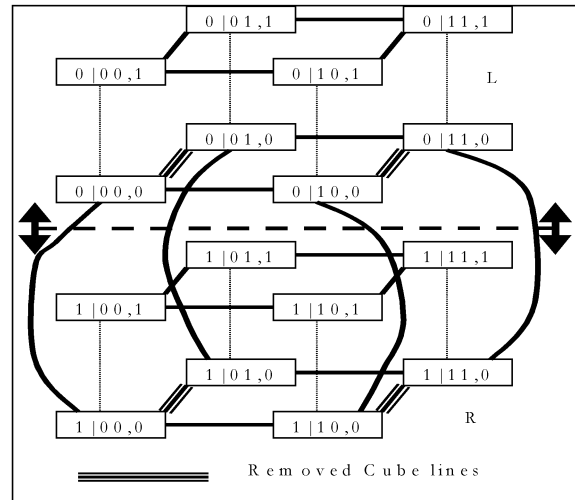 0 |01,1 0 |11,1
0 |00,1 0 |10,1
L
0 |01,0 0 |11,0
0 |00,0 0 |10,0
1 |01,1 1 |11,1
1 |00,1 1 |10,1
1 |01,0 1 |11,0
R
1 |00,0 1 |10,0
Removed Cube lines